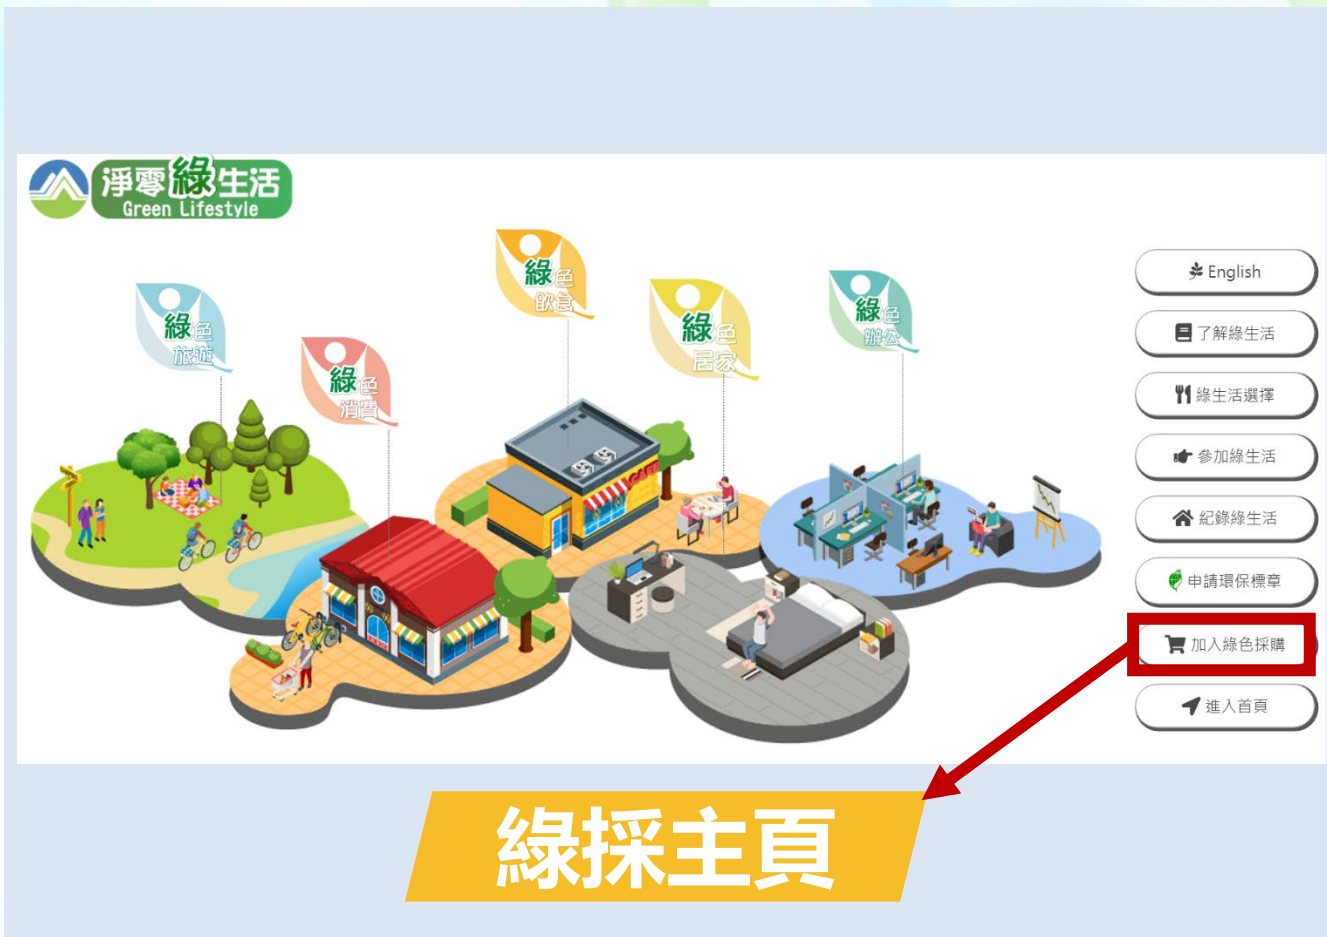 淨零綠生活
Green Lifestyle
綠色
旅遊
綠色
消費
綠色
飲食
綠色
居家
綠色
辦公
CAFE
English
了解綠生活
綠生活選擇
參加綠生活
紀錄綠生活
申請環保標章
加入綠色採購
進入首頁
綠採主頁